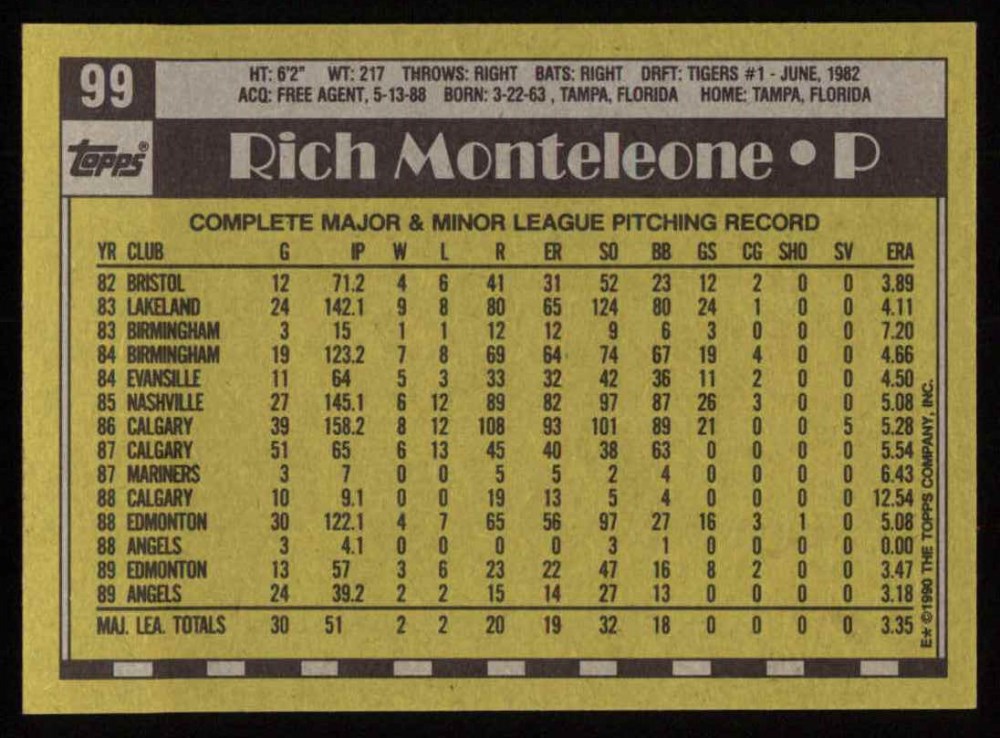 99
HT: 6'2" WT: 217 THROWS: RIGHT BATS: RIGHT DRFT: TIGERS #1 - JUNE, 1982
ACQ: FREE AGENT, 5-13-88 BORN: 3-22-63 , TAMPA, FLORIDA HOME: TAMPA, FLORIDA
TOPPS®
Rich Monteleone • P
COMPLETE MAJOR & MINOR LEAGUE PITCHING RECORD
YR CLUB G IP W L R ER SO BB GS CG SHO SV ERA
82 BRISTOL 12 71.2 4 6 41 31 52 23 12 2 0 0 3.89
83 LAKELAND 24 142.1 9 8 80 65 124 80 24 1 0 0 4.11
83 BIRMINGHAM 3 15 1 1 12 12 9 6 3 0 0 0 7.20
84 BIRMINGHAM 19 123.2 7 8 69 64 74 67 19 4 0 0 4.66
84 EVANSILLE 11 64 5 3 33 32 42 36 11 2 0 0 4.50
85 NASHVILLE 27 145.1 6 12 89 82 97 87 26 3 0 0 5.08
86 CALGARY 39 158.2 8 12 108 93 101 89 21 0 0 5 5.28
87 CALGARY 51 65 6 13 45 40 38 63 0 0 0 0 5.54
87 MARINERS 3 7 0 0 5 5 2 4 0 0 0 0 6.43
88 CALGARY 10 9.1 0 0 19 13 5 4 0 0 0 0 12.54
88 EDMONTON 30 122.1 4 7 65 56 97 27 16 3 1 0 5.08
88 ANGELS 3 4.1 0 0 0 0 3 1 0 0 0 0 0.00
89 EDMONTON 13 57 3 6 23 22 47 16 8 2 0 0 3.47
89 ANGELS 24 39.2 2 2 15 14 27 13 0 0 0 0 3.18
MAJ. LEA. TOTALS 30 51 2 2 20 19 32 18 0 0 0 0 3.35
E* ©1990 THE TOPPS COMPANY, INC.